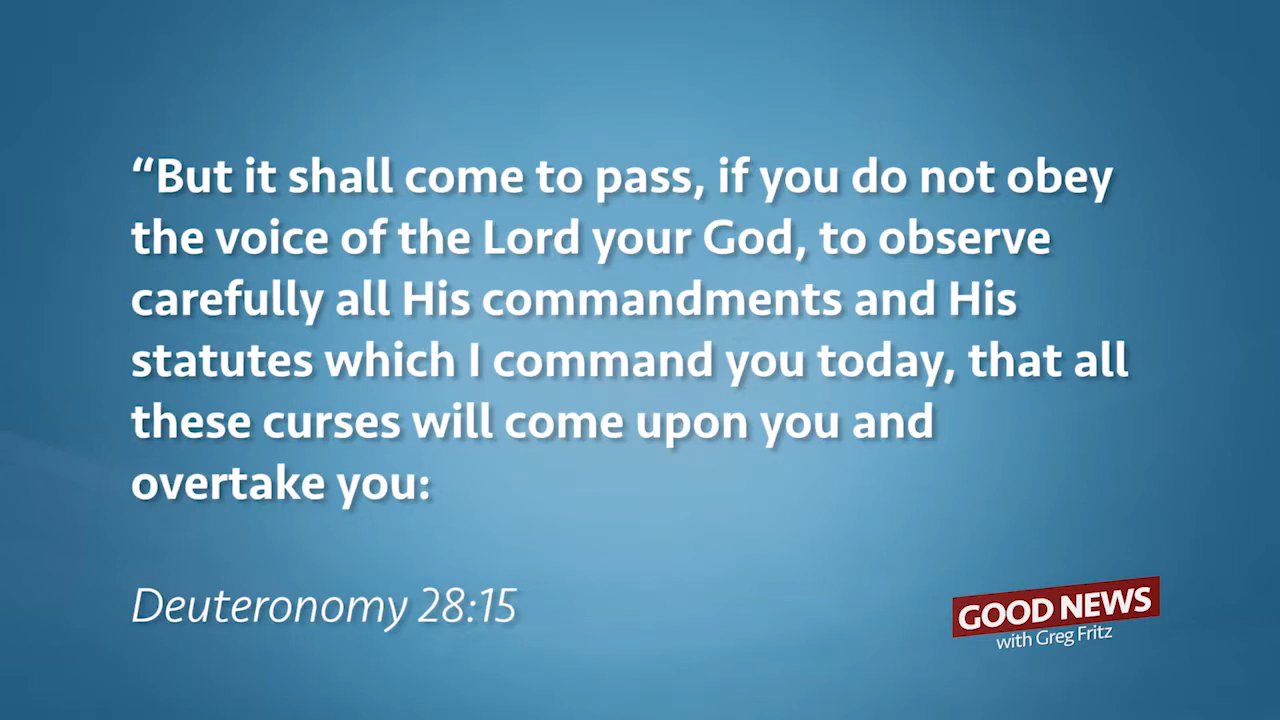 “But it shall come to pass, if you do not obey
the voice of the Lord your God, to observe
carefully all His commandments and His
statutes which I command you today, that all
these curses will come upon you and
overtake you:
Deuteronomy 28:15
GOOD NEWS
with Greg Fritz